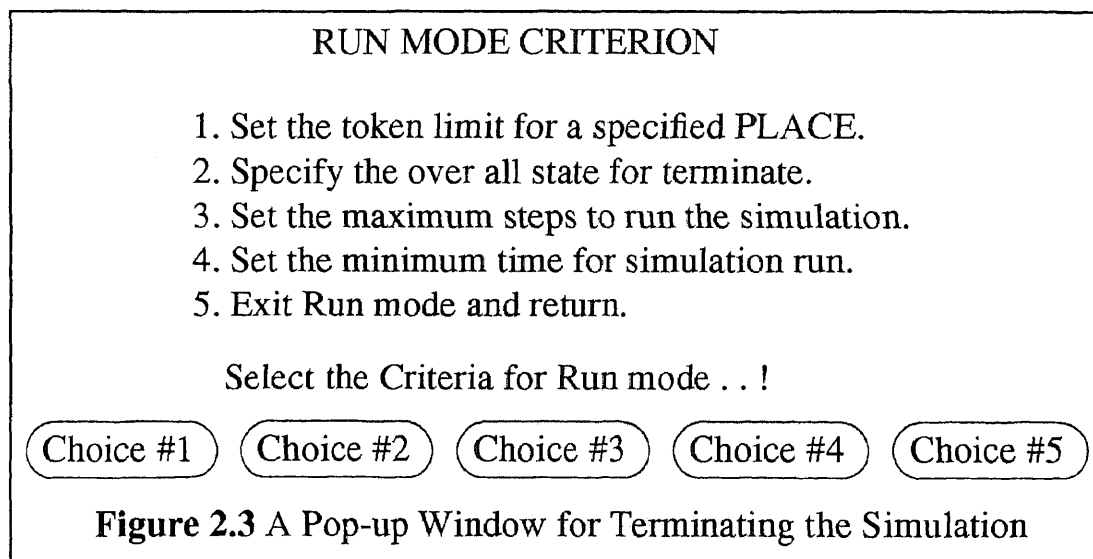 RUN MODE CRITERION
1. Set the token limit for a specified PLACE.
2. Specify the over all state for terminate.
3. Set the maximum steps to run the simulation.
4. Set the minimum time for simulation run.
5. Exit Run mode and return.
Select the Criteria for Run mode . . !
Choice #1 Choice #2 Choice #3 Choice #4 Choice #5
Figure 2.3 A Pop-up Window for Terminating the Simulation